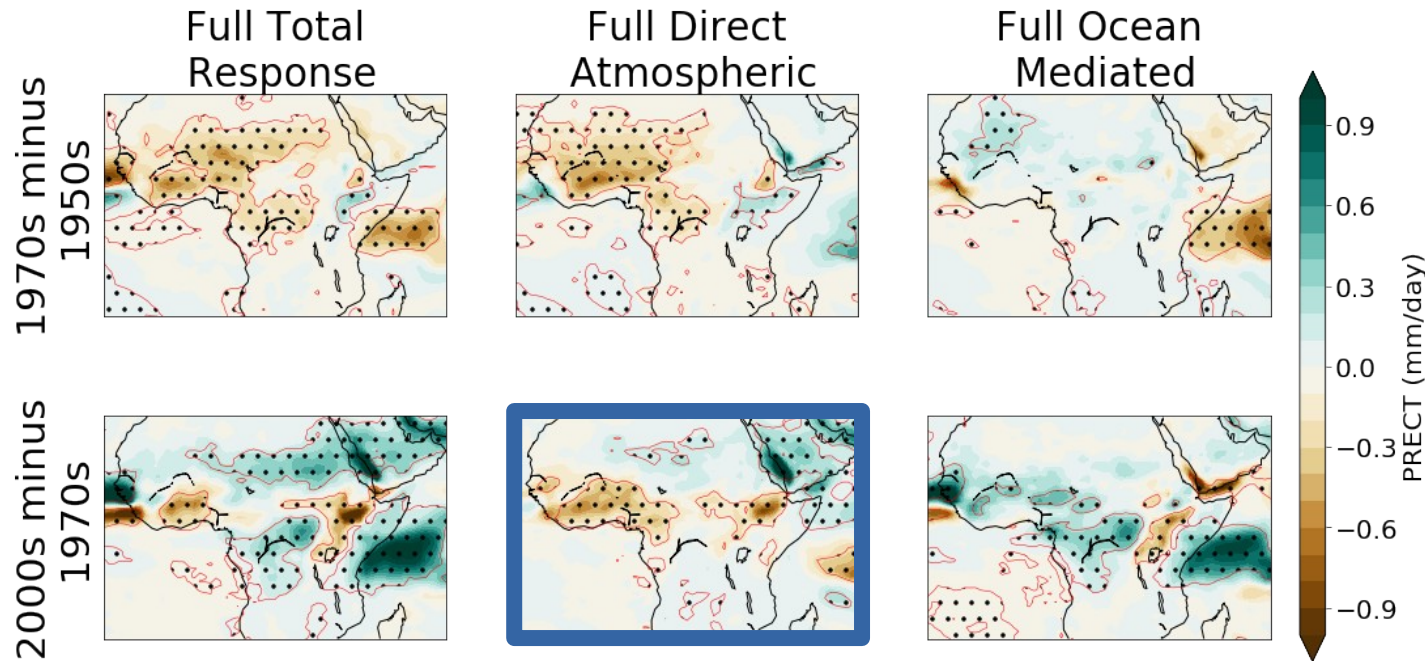 Full Total
Response
Full Direct
Atmospheric
Full Ocean
Mediated
1970s minus
1950s
2000s minus
1970s
0.9
0.6
0.3
0.0
−0.3
−0.6
−0.9
PRECT (mm/day)